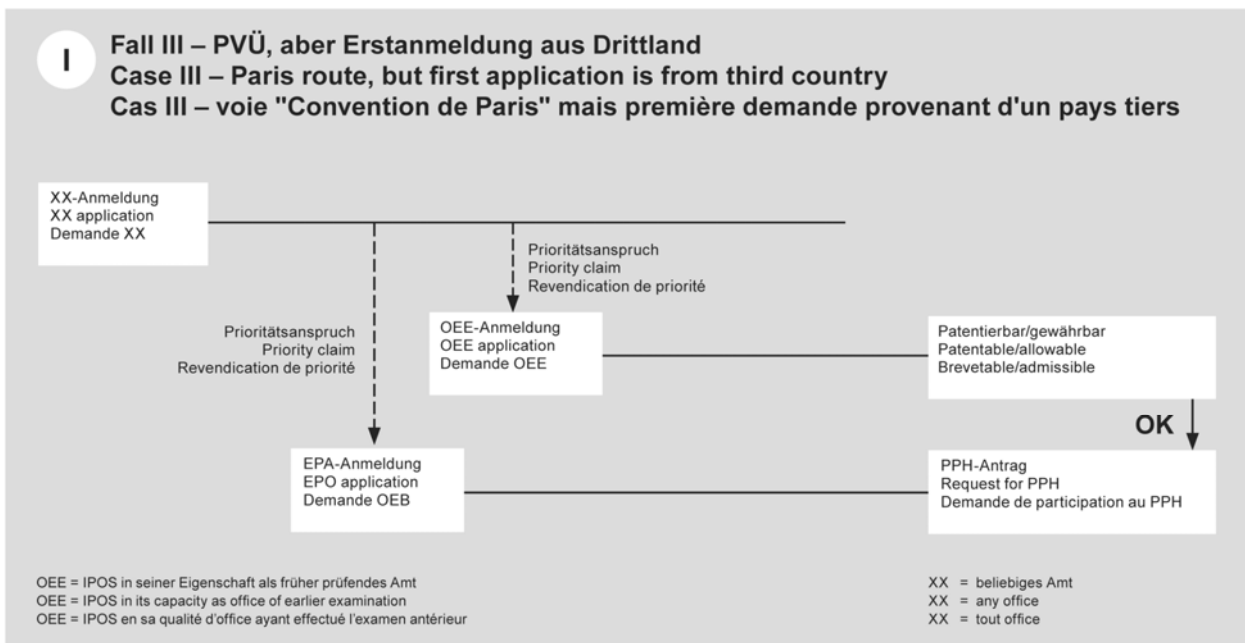 I
Fall III – PVÜ, aber Erstanmeldung aus Drittland
Case III – Paris route, but first application is from third country
Cas III – voie "Convention de Paris" mais première demande provenant d'un pays tiers
XX-Anmeldung
XX application
Demande XX
Prioritätsanspruch
Priority claim
Revendication de priorité
Prioritätsanspruch
Priority claim
Revendication de priorité
OEE-Anmeldung
OEE application
Demande OEE
Patentierbar/gewährbar
Patentable/allowable
Brevetable/admissible
OK
EPA-Anmeldung
EPO application
Demande OEB
PPH-Antrag
Request for PPH
Demande de participation au PPH
OEE = IPOS in seiner Eigenschaft als früher prüfendes Amt
OEE = IPOS in its capacity as office of earlier examination
OEE = IPOS en sa qualité d'office ayant effectué l'examen antérieur
XX = beliebiges Amt
XX = any office
XX = tout office